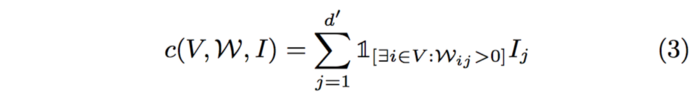 c(V, 𝒲, I) = ∑_{j=1}^{d′} 𝟙_{[∃i∈V:𝒲_{ij}>0]} I_j (3)